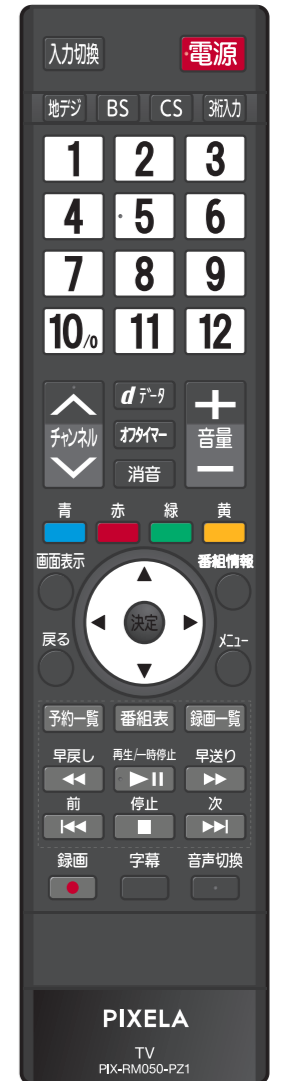 入力切換 電源
地デジ BS CS 3桁入力
1 2 3
4 5 6
7 8 9
10/0 11 12
dデータ
チャンネル オフタイマー 音量
消音
青 赤 緑 黄
画面表示 番組情報
決定
戻る メニュー
予約一覧 番組表 録画一覧
早戻し 再生/一時停止 早送り
前 停止 次
録画 字幕 音声切換
PIXELA
TV
PIX-RM050-PZ1